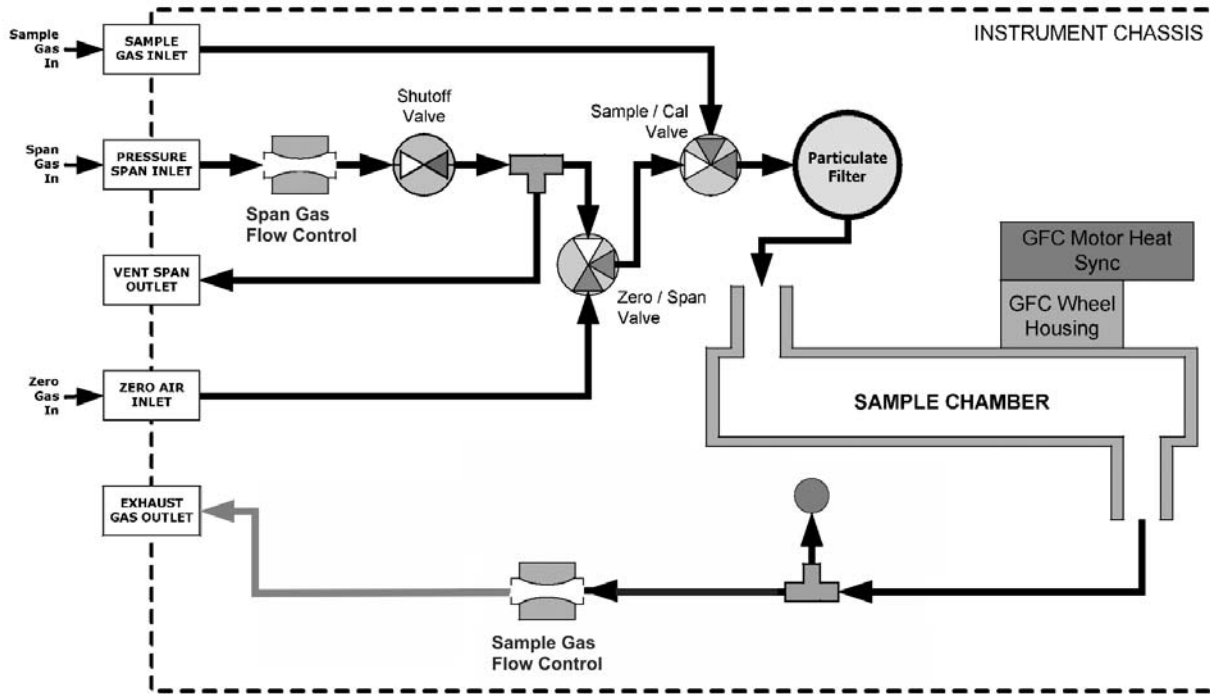 INSTRUMENT CHASSIS
Sample
Gas
In
SAMPLE
GAS INLET
Shutoff
Valve
Sample / Cal
Valve
Span
Gas
In
PRESSURE
SPAN INLET
Particulate
Filter
Span Gas
Flow Control
GFC Motor Heat
Sync
VENT SPAN
OUTLET
Zero / Span
Valve
GFC Wheel
Housing
Zero
Gas
In
ZERO AIR
INLET
SAMPLE CHAMBER
EXHAUST
GAS OUTLET
Sample Gas
Flow Control